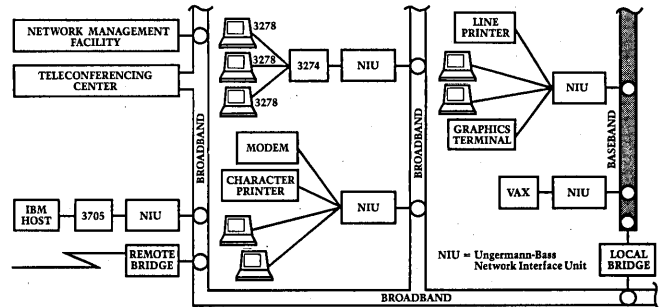 NETWORK MANAGEMENT
FACILITY
TELECONFERENCING
CENTER
3278
3278
3278
3274
NIU
BROADBAND
MODEM
CHARACTER
PRINTER
NIU
IBM
HOST
3705
NIU
REMOTE
BRIDGE
BROADBAND
LINE
PRINTER
NIU
GRAPHICS
TERMINAL
BASEBAND
VAX
NIU
NIU = Ungermann-Bass
Network Interface Unit
LOCAL
BRIDGE
BROADBAND